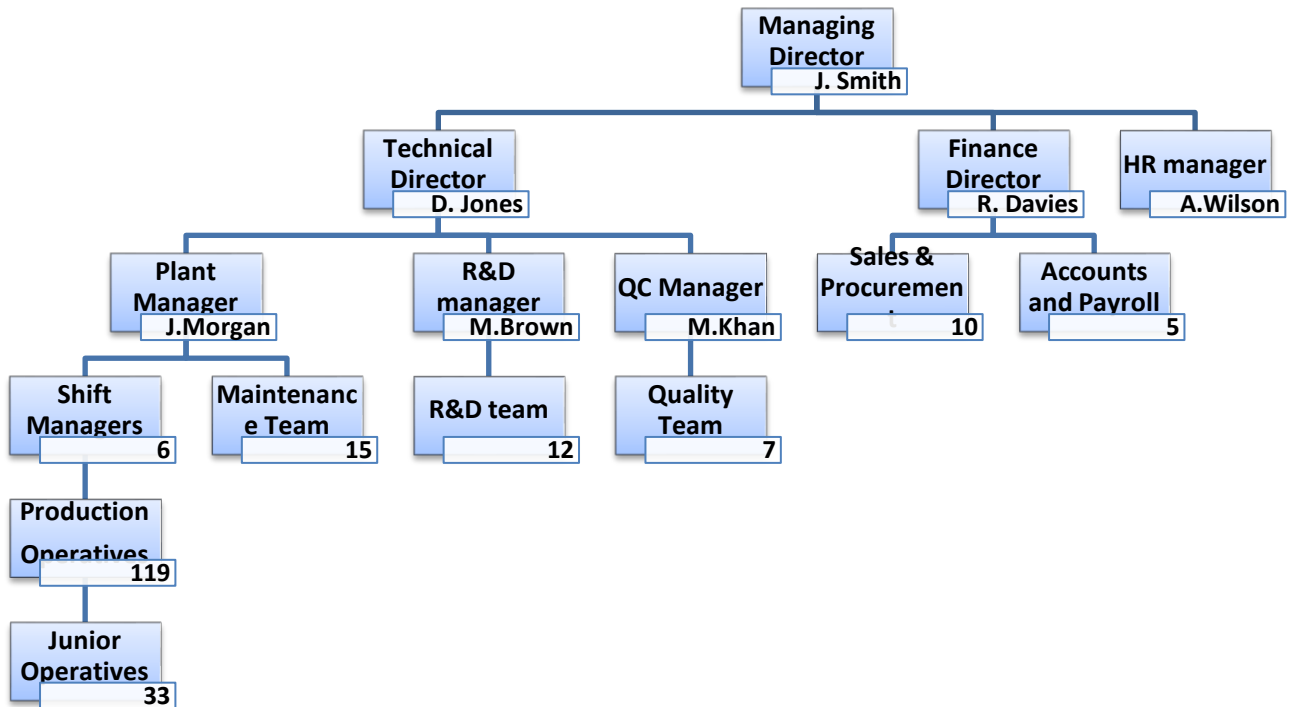 Managing
Director
J. Smith
Technical
Director
D. Jones
Finance
Director
R. Davies
HR manager
A.Wilson
Plant
Manager
J.Morgan
R&D
manager
M.Brown
QC Manager
M.Khan
Sales &
Procuremen
t
10
Accounts
and Payroll
5
Shift
Managers
6
Maintenanc
e Team
15
R&D team
12
Quality
Team
7
Production
Operatives
119
Junior
Operatives
33